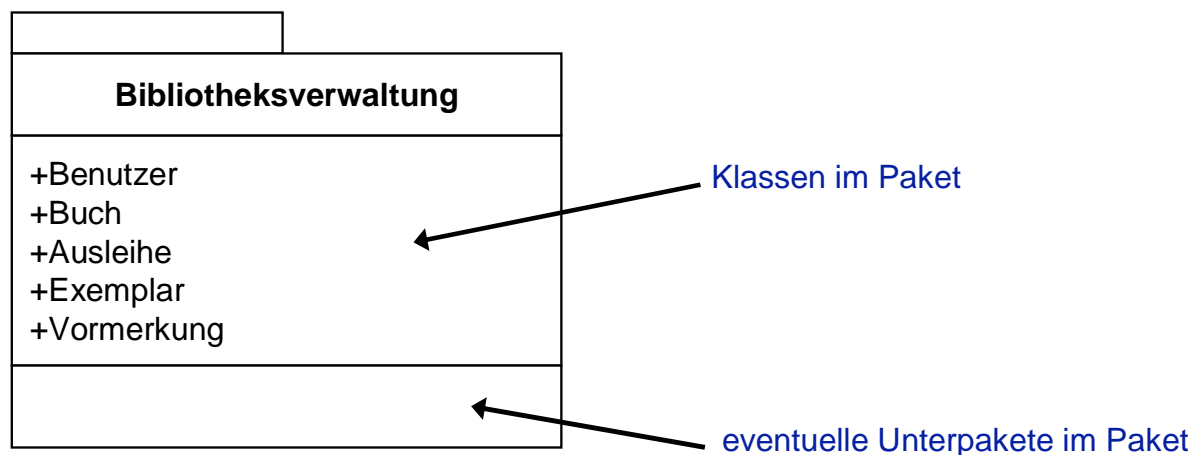 Bibliotheksverwaltung
+Benutzer
+Buch
+Ausleihe
+Exemplar
+Vormerkung
Klassen im Paket
eventuelle Unterpakete im Paket